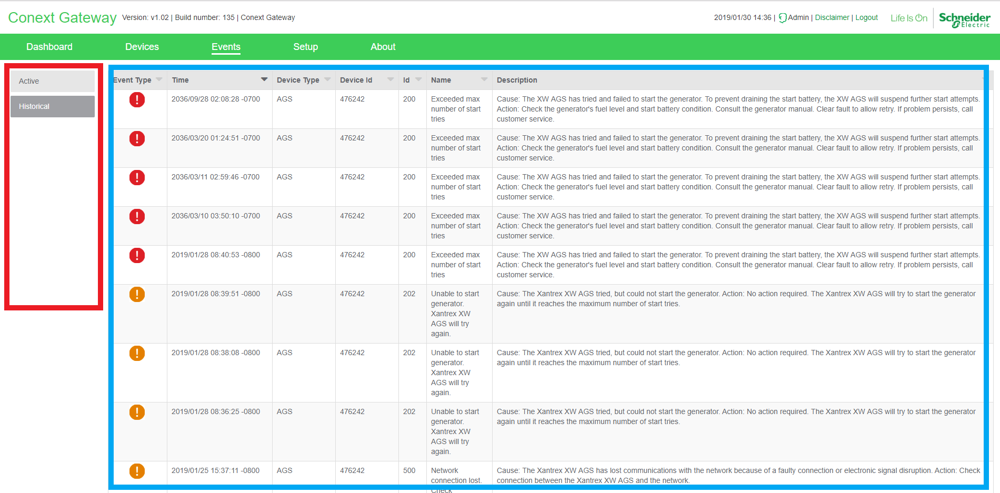 Conext Gateway Version: v1.02 | Build number: 135 | Conext Gateway 2019/01/30 14:36 | Admin | Disclaimer | Logout Life Is On Schneider Electric
Dashboard Devices Events Setup About
Active
Historical
Event Type Time Device Type Device Id Id Name Description
2036/09/28 02:08:28 -0700 AGS 476242 200 Exceeded max Cause: The XW AGS has tried and failed to start the generator. To prevent draining the start battery, the XW AGS will suspend further start attempts.
number of start Action: Check the generator's fuel level and start battery condition. Consult the generator manual. Clear fault to allow retry. If problem persists, call
tries customer service.
2036/03/20 01:24:51 -0700 AGS 476242 200 Exceeded max Cause: The XW AGS has tried and failed to start the generator. To prevent draining the start battery, the XW AGS will suspend further start attempts.
number of start Action: Check the generator's fuel level and start battery condition. Consult the generator manual. Clear fault to allow retry. If problem persists, call
tries customer service.
2036/03/11 02:59:46 -0700 AGS 476242 200 Exceeded max Cause: The XW AGS has tried and failed to start the generator. To prevent draining the start battery, the XW AGS will suspend further start attempts.
number of start Action: Check the generator's fuel level and start battery condition. Consult the generator manual. Clear fault to allow retry. If problem persists, call
tries customer service.
2036/03/10 03:50:10 -0700 AGS 476242 200 Exceeded max Cause: The XW AGS has tried and failed to start the generator. To prevent draining the start battery, the XW AGS will suspend further start attempts.
number of start Action: Check the generator's fuel level and start battery condition. Consult the generator manual. Clear fault to allow retry. If problem persists, call
tries customer service.
2019/01/28 08:40:53 -0800 AGS 476242 200 Exceeded max Cause: The XW AGS has tried and failed to start the generator. To prevent draining the start battery, the XW AGS will suspend further start attempts.
number of start Action: Check the generator's fuel level and start battery condition. Consult the generator manual. Clear fault to allow retry. If problem persists, call
tries customer service.
2019/01/28 08:39:51 -0800 AGS 476242 202 Unable to start Cause: The Xantrex XW AGS tried, but could not start the generator. Action: No action required. The Xantrex XW AGS will try to start the generator
generator. again until it reaches the maximum number of start tries.
Xantrex XW
AGS will try
again.
2019/01/28 08:38:08 -0800 AGS 476242 202 Unable to start Cause: The Xantrex XW AGS tried, but could not start the generator. Action: No action required. The Xantrex XW AGS will try to start the generator
generator. again until it reaches the maximum number of start tries.
Xantrex XW
AGS will try
again.
2019/01/28 08:36:25 -0800 AGS 476242 202 Unable to start Cause: The Xantrex XW AGS tried, but could not start the generator. Action: No action required. The Xantrex XW AGS will try to start the generator
generator. again until it reaches the maximum number of start tries.
Xantrex XW
AGS will try
again.
2019/01/25 15:37:11 -0800 AGS 476242 500 Network Cause: The Xantrex XW AGS has lost communications with the network because of a faulty connection or electronic signal disruption. Action: Check
connection lost. connection between the Xantrex XW AGS and the network.
Check